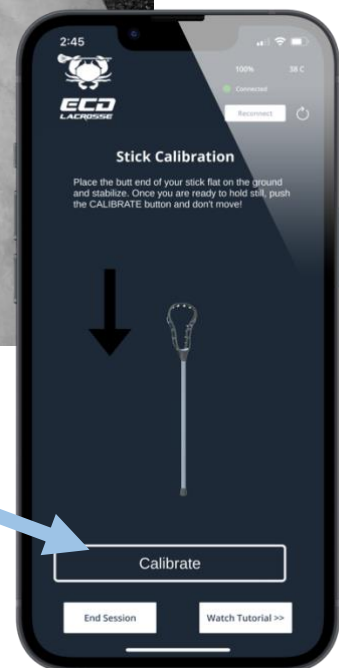 2:45
100% 38 C
Connected
ECD
LACROSSE
Reconnect
Stick Calibration
Place the butt end of your stick flat on the ground
and stabilize. Once you are ready to hold still, push
the CALIBRATE button and don't move!
Calibrate
End Session
Watch Tutorial >>